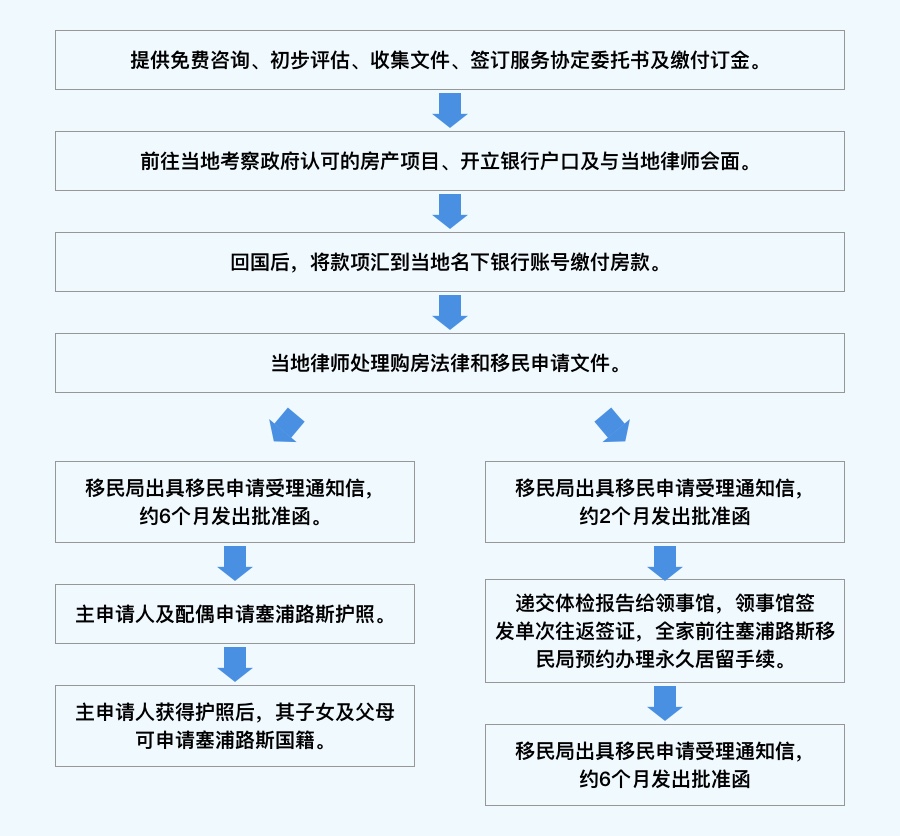 提供免费咨询、初步评估、收集文件、签订服务协定委托书及缴付订金。
前往当地考察政府认可的房产项目、开立银行户口及与当地律师会面。
回国后，将款项汇到当地名下银行账号缴付房款。
当地律师处理购房法律和移民申请文件。
移民局出具移民申请受理通知信，
约6个月发出批准函。
主申请人及配偶申请塞浦路斯护照。
主申请人获得护照后，其子女及父母
可申请塞浦路斯国籍。
移民局出具移民申请受理通知信，
约2个月发出批准函
递交体检报告给领事馆，领事馆签
发单次往返签证，全家前往塞浦路斯移
民局预约办理永久居留手续。
移民局出具移民申请受理通知信，
约6个月发出批准函